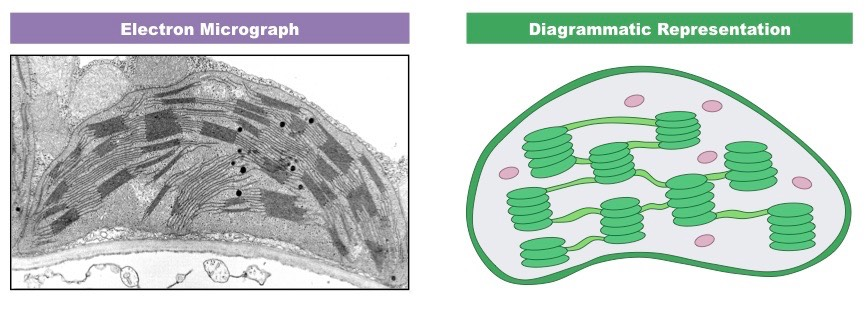 Electron Micrograph
Diagrammatic Representation